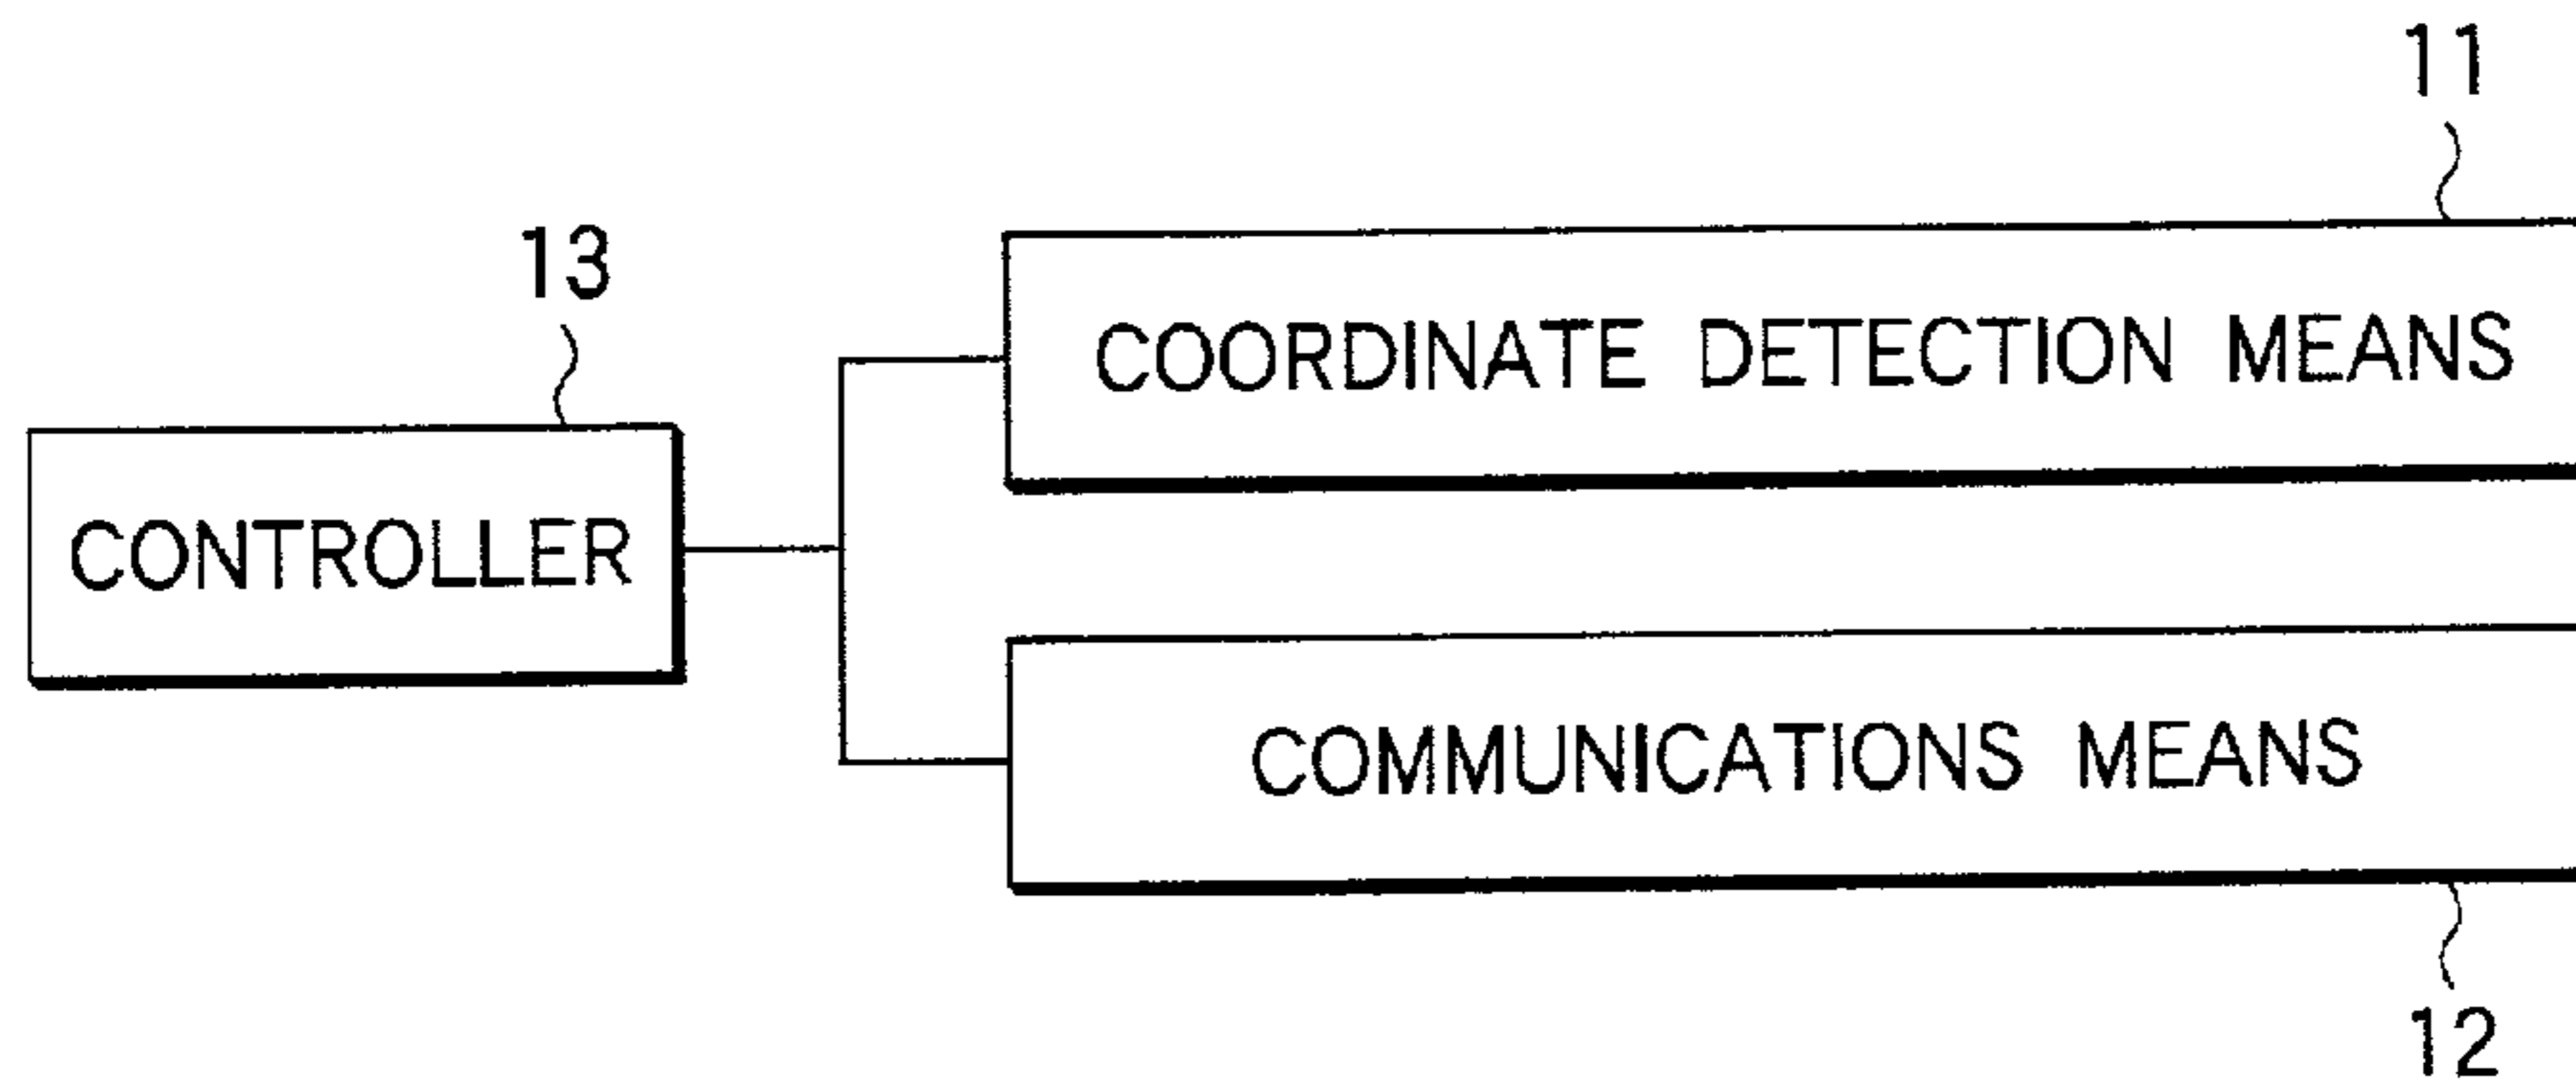 11
13
COORDINATE DETECTION MEANS
CONTROLLER
COMMUNICATIONS MEANS
12